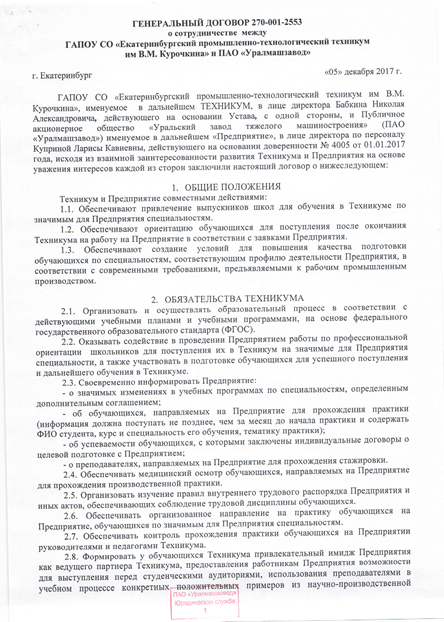 ГЕНЕРАЛЬНЫЙ ДОГОВОР 270-001-2553
о сотрудничестве между
ГАПОУ СО «Екатеринбургский промышленно-технологический техникум
им В.М. Курочкина» и ПАО «Уралмашзавод»
г. Екатеринбург «05» декабря 2017 г.
ГАПОУ СО «Екатеринбургский промышленно-технологический техникум им В.М.
Курочкина», именуемое в дальнейшем ТЕХНИКУМ, в лице директора Бабкина Николая
Александровича, действующего на основании Устава, с одной стороны, и Публичное
акционерное общество «Уральский завод тяжелого машиностроения» (ПАО
«Уралмашзавод») именуемое в дальнейшем «Предприятие», в лице директора по персоналу
Куприной Ларисы Кавиевны, действующего на основании доверенности № 4005 от 01.01.2017
года, исходя из взаимной заинтересованности развития Техникума и Предприятия на основе
уважения интересов каждой из сторон заключили настоящий договор о нижеследующем:
1. ОБЩИЕ ПОЛОЖЕНИЯ
Техникум и Предприятие совместными действиями:
1.1. Обеспечивают привлечение выпускников школ для обучения в Техникуме по
значимым для Предприятия специальностям.
1.2. Обеспечивают ориентацию обучающихся для поступления после окончания
Техникума на работу на Предприятие в соответствии с заявками Предприятия.
1.3. Обеспечивают создание условий для повышения качества подготовки
обучающихся по специальностям, соответствующим профилю деятельности Предприятия, в
соответствии с современными требованиями, предъявляемыми к рабочим промышленным
производством.
2. ОБЯЗАТЕЛЬСТВА ТЕХНИКУМА
2.1. Организовать и осуществлять образовательный процесс в соответствии с
действующими учебными планами и учебными программами, на основе федерального
государственного образовательного стандарта (ФГОС).
2.2. Оказывать содействие в проведении Предприятием работы по профессиональной
ориентации школьников для поступления их в Техникум на значимые для Предприятия
специальности, а также участвовать в подготовке обучающихся для успешного поступления
и дальнейшего обучения в Техникуме.
2.3. Своевременно информировать Предприятие:
- о значимых изменениях в учебных программах по специальностям, определенным
дополнительным соглашением;
- об обучающихся, направляемых на Предприятие для прохождения практики
(информация должна поступать не позднее, чем за месяц до начала практики и содержать
ФИО студента, курс и специальность его обучения, тематику практики);
- об успеваемости обучающихся, с которыми заключены индивидуальные договоры о
целевой подготовке с Предприятием;
- о преподавателях, направляемых на Предприятие для прохождения стажировки.
2.4. Обеспечивать медицинский осмотр обучающихся, направляемых на Предприятие
для прохождения производственной практики.
2.5. Организовать изучение правил внутреннего трудового распорядка Предприятия и
иных актов, обеспечивающих соблюдение трудовой дисциплины обучающихся.
2.6. Обеспечивать организованное направление на практику обучающихся на
Предприятие, обучающихся по значимым для Предприятия специальностям.
2.7. Обеспечивать контроль прохождения практики обучающимися на Предприятии
руководителями и педагогами Техникума.
2.8. Формировать у обучающихся Техникума привлекательный имидж Предприятия
как ведущего партнера Техникума, предоставления работникам Предприятия возможности
для выступления перед студенческими аудиториями, использования преподавателями в
учебном процессе конкретных положительных примеров из научно-производственной
ПАО «Уралмашзавод»
Юридическая служба
1